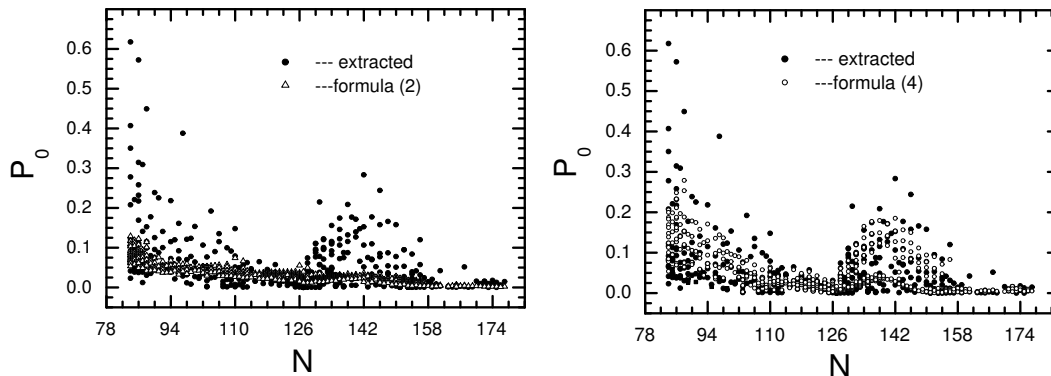 0.6
0.5
0.4
0.3
0.2
0.1
0.0
P0
78 94 110 126 142 158 174
N
--- extracted
---formula (2)
0.6
0.5
0.4
0.3
0.2
0.1
0.0
P0
78 94 110 126 142 158 174
N
--- extracted
---formula (4)